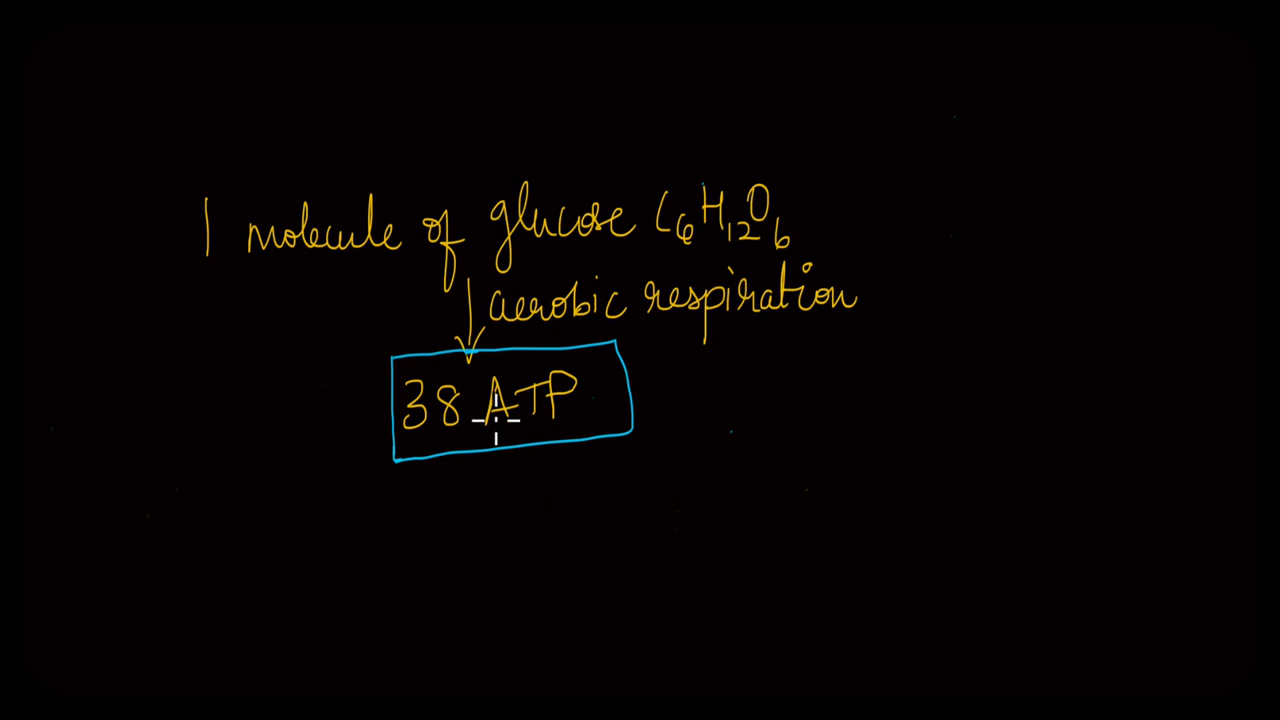 1 molecule of glucose C₆H₁₂O₆
aerobic respiration
38 ATP